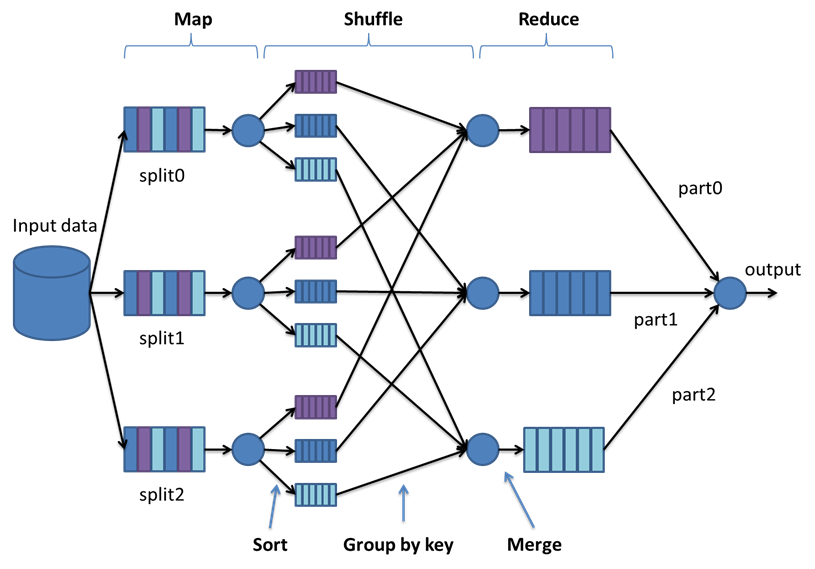 Map
Shuffle
Reduce
split0
part0
Input data
output
split1
part1
part2
split2
Sort
Group by key
Merge